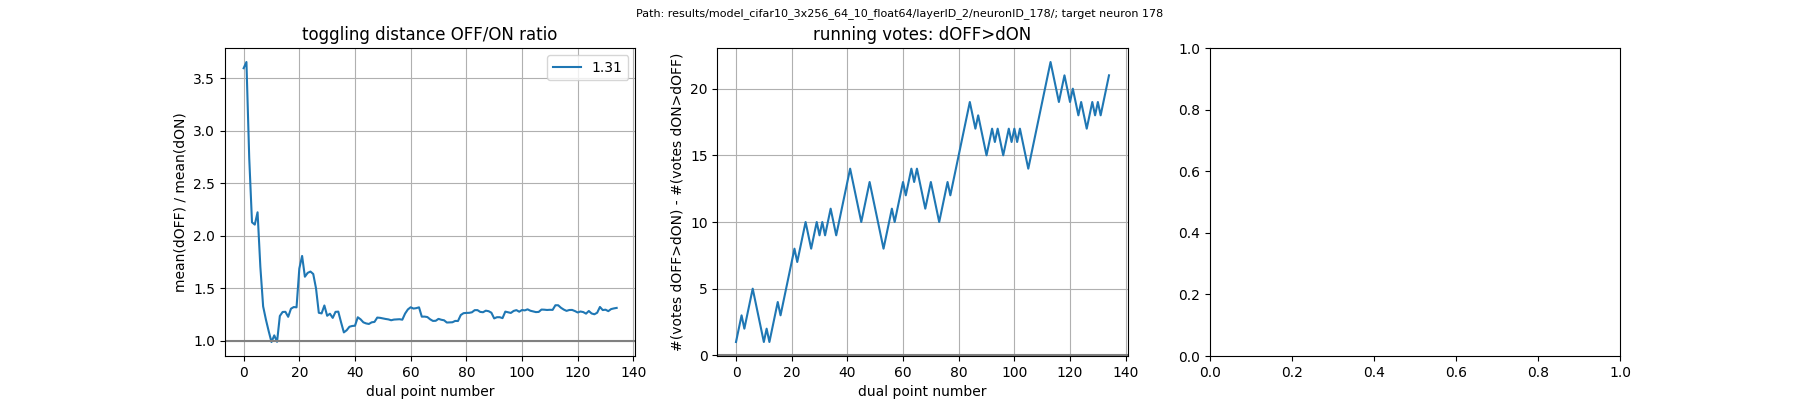 Path: results/model_cifar10_3x256_64_10_float64/layerID_2/neuronID_178/; target neuron 178
toggling distance OFF/ON ratio
mean(dOFF) / mean(dON)
3.5
3.0
2.5
2.0
1.5
1.0
1.31
0 20 40 60 80 100 120 140
dual point number
running votes: dOFF>dON
#(votes dOFF>dON) - #(votes dON>dOFF)
20
15
10
5
0
0 20 40 60 80 100 120 140
dual point number
1.0
0.8
0.6
0.4
0.2
0.0
0.0 0.2 0.4 0.6 0.8 1.0